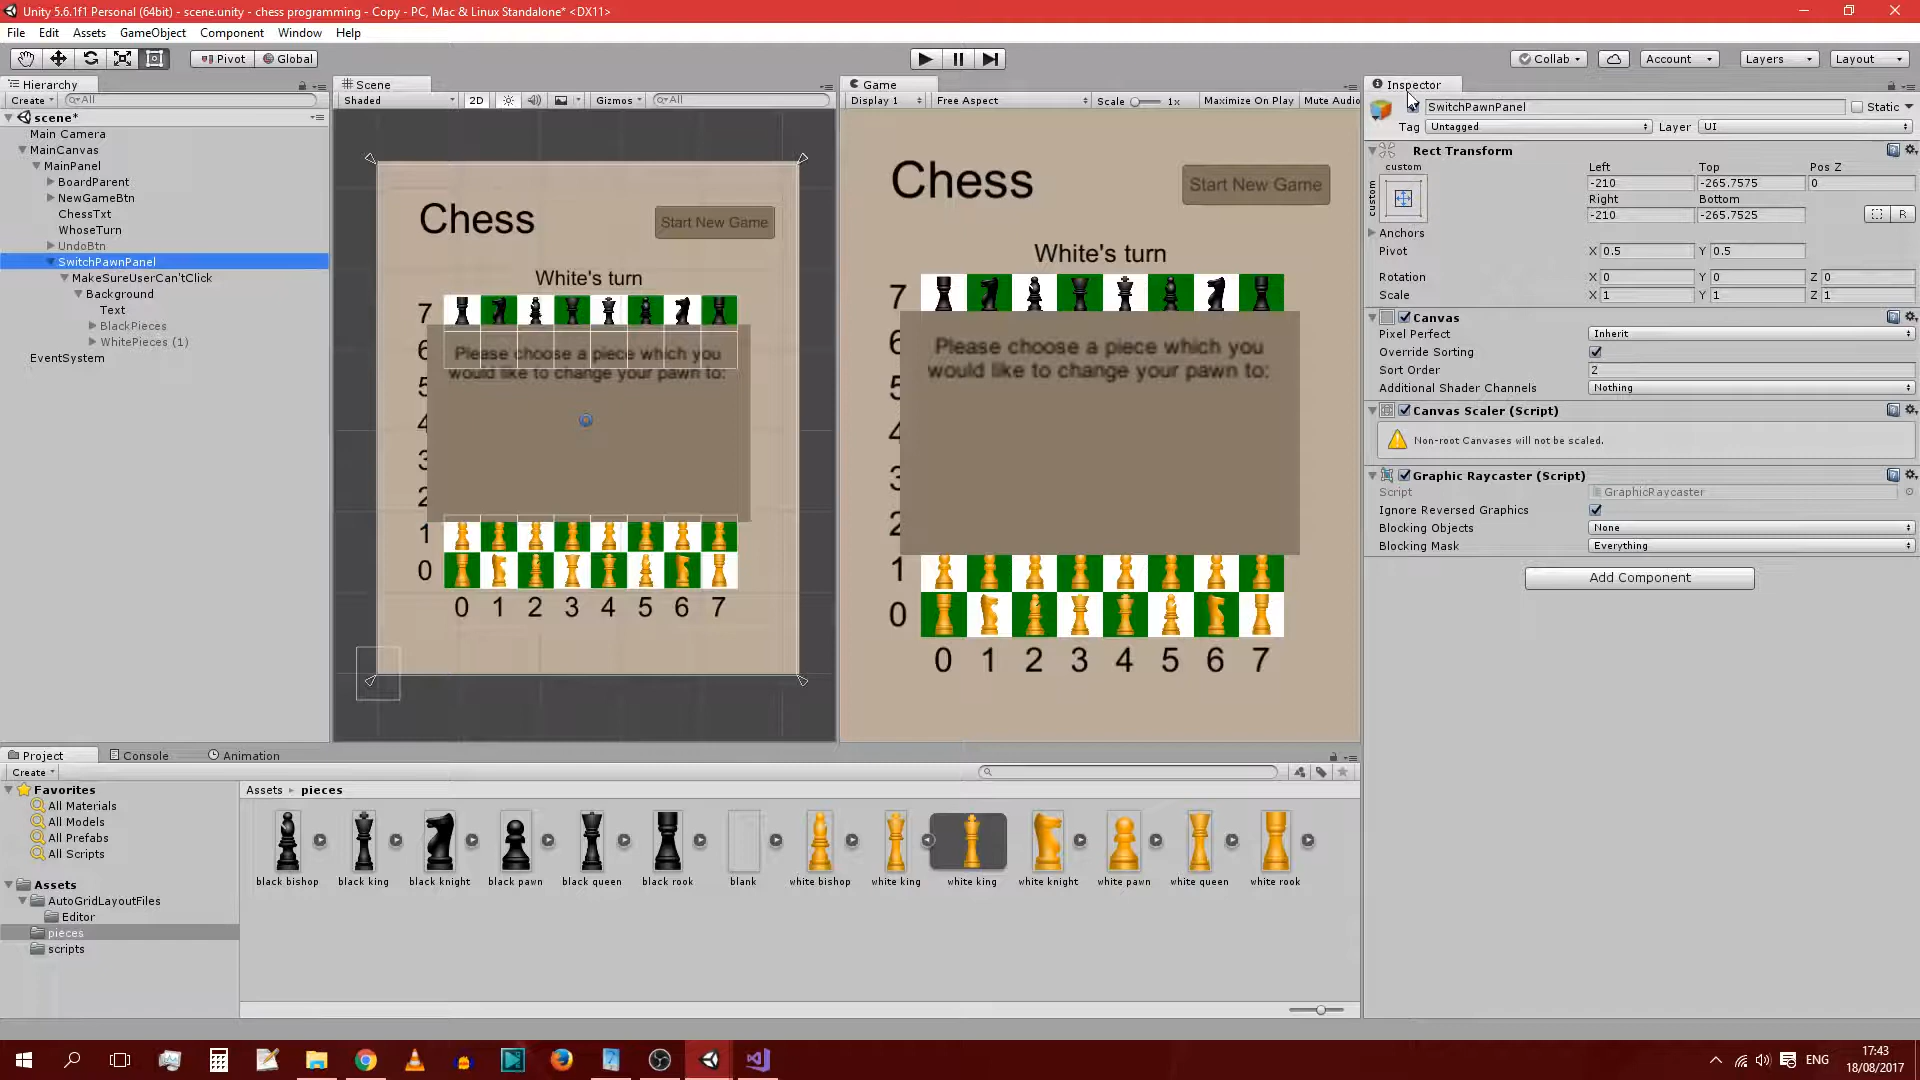 Unity 5.6.1f1 Personal (64bit) - scene.unity - chess programming - Copy - PC, Mac & Linux Standalone* <DX11>
File Edit Assets GameObject Component Window Help
Pivot Global Collab Account Layers Layout
Hierarchy
Create All
scene*
Main Camera
MainCanvas
MainPanel
BoardParent
NewGameBtn
ChessTxt
WhoseTurn
UndoBtn
SwitchPawnPanel
MakeSureUserCan'tClick
Background
Text
BlackPieces
WhitePieces (1)
EventSystem
Scene
Shaded 2D Gizmos All
Chess
Start New Game
White's turn
7
6
5
4
3
2
1
0
Please choose a piece which you
would like to change your pawn to:
0 1 2 3 4 5 6 7
Game
Display 1 Free Aspect Scale 1x Maximize On Play Mute Audio
Chess
Start New Game
White's turn
7
6
5
4
3
2
1
0
Please choose a piece which you
would like to change your pawn to:
0 1 2 3 4 5 6 7
Inspector
SwitchPawnPanel Static
Tag Untagged Layer UI
Rect Transform
custom
custom
Left Top Pos Z
-210 -265.7575 0
Right Bottom
-210 -265.7525 R
Anchors
Pivot X 0.5 Y 0.5
Rotation X 0 Y 0 Z 0
Scale X 1 Y 1 Z 1
Canvas
Pixel Perfect Inherit
Override Sorting
Sort Order 2
Additional Shader Channels Nothing
Canvas Scaler (Script)
Non-root Canvases will not be scaled.
Graphic Raycaster (Script)
Script GraphicRaycaster
Ignore Reversed Graphics
Blocking Objects None
Blocking Mask Everything
Add Component
Project Console Animation
Create
Favorites
All Materials
All Models
All Prefabs
All Scripts
Assets
AutoGridLayoutFiles
Editor
pieces
scripts
Assets pieces
black bishop black king black knight black pawn black queen black rook blank white bishop white king white king white knight white pawn white queen white rook
ENG
17:43
18/08/2017